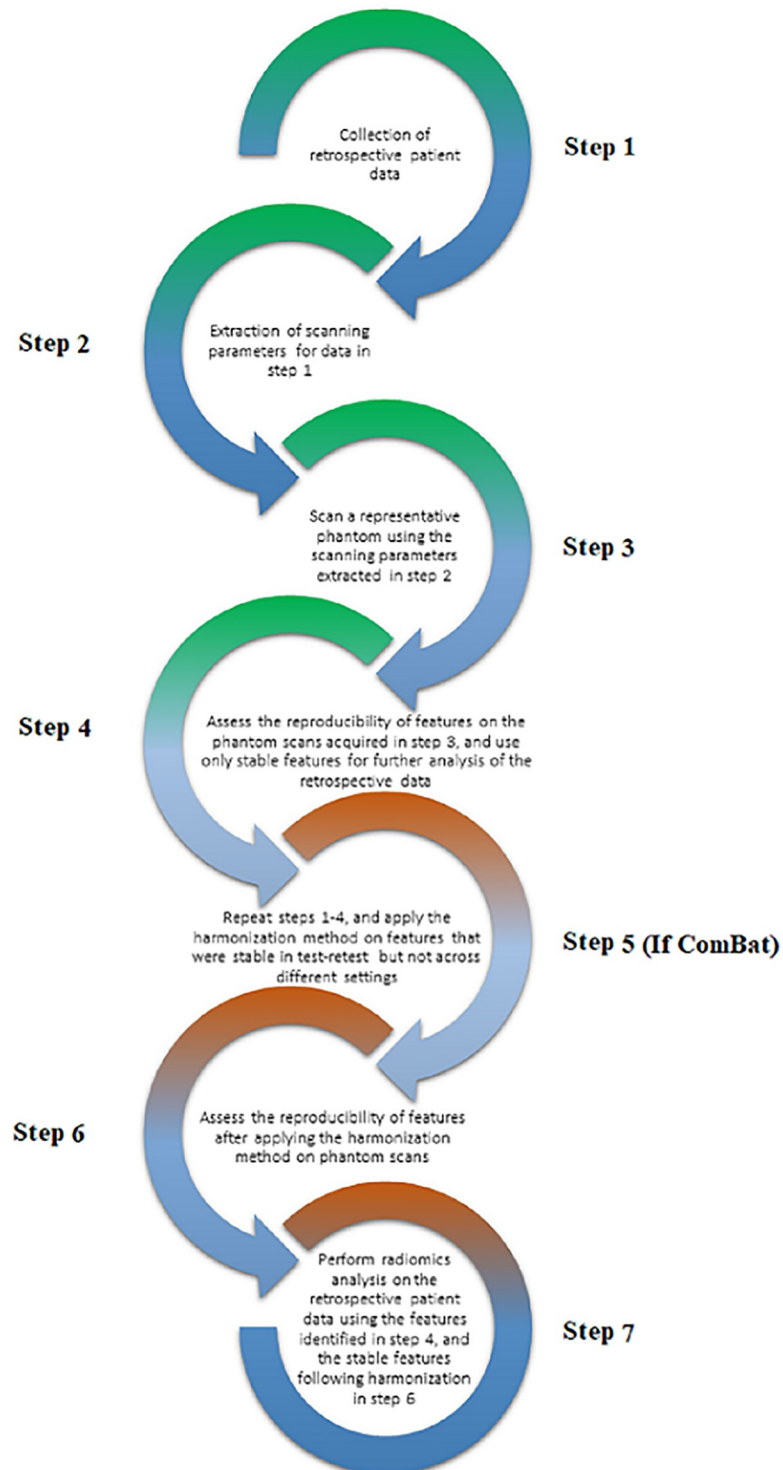 Collection of
retrospective patient
data
Step 1
Step 2
Extraction of scanning
parameters for data in
step 1
Scan a representative
phantom using the
scanning parameters
extracted in step 2
Step 3
Step 4
Assess the reproducibility of features on the
phantom scans acquired in step 3, and use
only stable features for further analysis of the
retrospective data
Repeat steps 1-4, and apply the
harmonization method on features that
were stable in test-retest but not across
different settings
Step 5 (If ComBat)
Step 6
Assess the reproducibility of features
after applying the harmonization
method on phantom scans
Perform radiomics
analysis on the
retrospective patient
data using the features
identified in step 4, and
the stable features
following harmonization
in step 6
Step 7